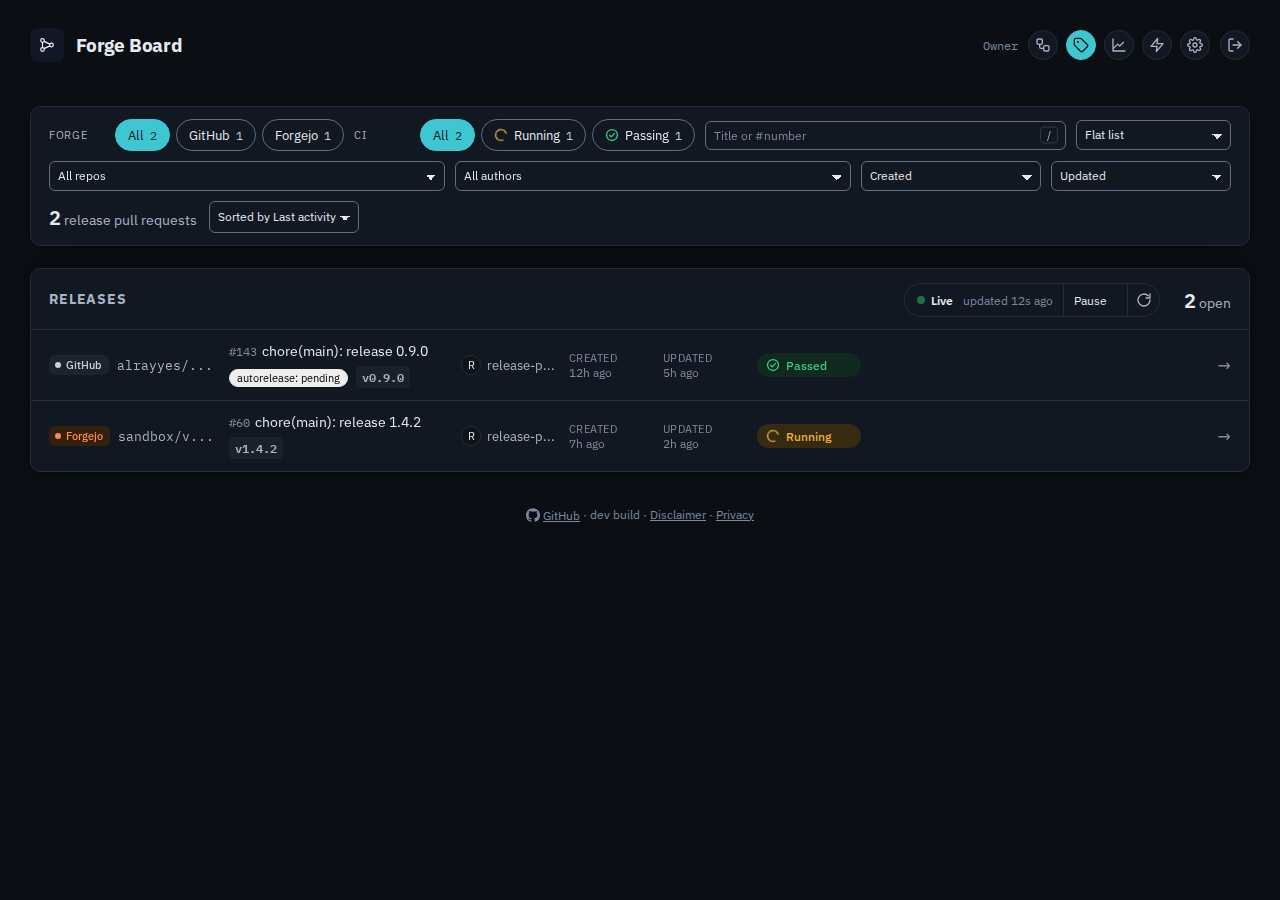 Forge Board
Owner
FORGE All 2 GitHub 1 Forgejo 1 CI All 2 Running 1 Passing 1 Title or #number / Flat list
All repos All authors Created Updated
2 release pull requests Sorted by Last activity
RELEASES Live updated 12s ago Pause 2 open
GitHub alrayyes/... #143 chore(main): release 0.9.0 R release-p... CREATED UPDATED Passed →
autorelease: pending v0.9.0 12h ago 5h ago
Forgejo sandbox/v... #60 chore(main): release 1.4.2 R release-p... CREATED UPDATED Running →
v1.4.2 7h ago 2h ago
GitHub · dev build · Disclaimer · Privacy